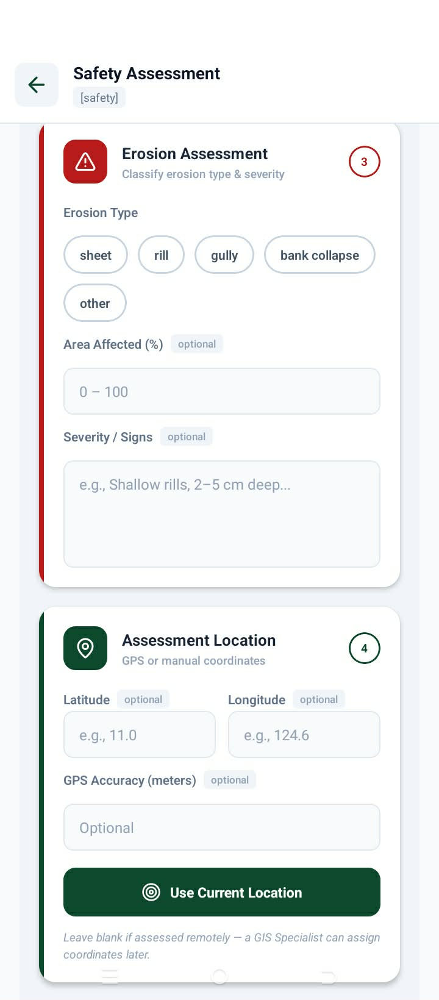 Safety Assessment
[safety]
Erosion Assessment
Classify erosion type & severity
3
Erosion Type
sheet rill gully bank collapse
other
Area Affected (%) optional
0 – 100
Severity / Signs optional
e.g., Shallow rills, 2–5 cm deep...
Assessment Location
GPS or manual coordinates
4
Latitude optional Longitude optional
e.g., 11.0 e.g., 124.6
GPS Accuracy (meters) optional
Optional
Use Current Location
Leave blank if assessed remotely — a GIS Specialist can assign
coordinates later.